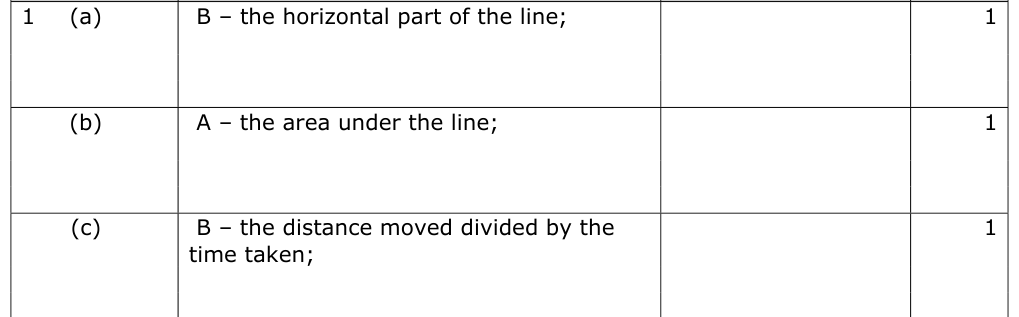 1 (a) B – the horizontal part of the line; 1
(b) A – the area under the line; 1
(c) B – the distance moved divided by the 1
time taken;